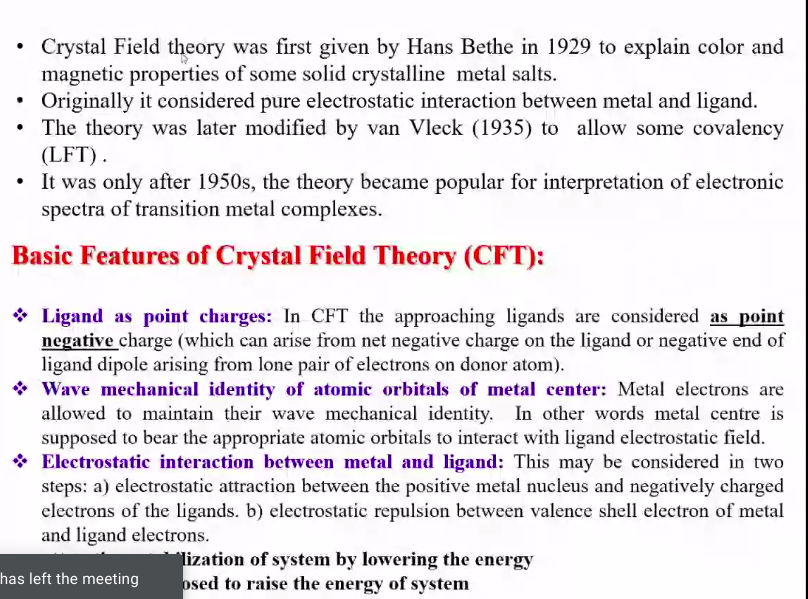 • Crystal Field theory was first given by Hans Bethe in 1929 to explain color and
magnetic properties of some solid crystalline metal salts.
• Originally it considered pure electrostatic interaction between metal and ligand.
• The theory was later modified by van Vleck (1935) to allow some covalency
(LFT) .
• It was only after 1950s, the theory became popular for interpretation of electronic
spectra of transition metal complexes.
Basic Features of Crystal Field Theory (CFT):
❖ Ligand as point charges: In CFT the approaching ligands are considered as point
negative charge (which can arise from net negative charge on the ligand or negative end of
ligand dipole arising from lone pair of electrons on donor atom).
❖ Wave mechanical identity of atomic orbitals of metal center: Metal electrons are
allowed to maintain their wave mechanical identity. In other words metal centre is
supposed to bear the appropriate atomic orbitals to interact with ligand electrostatic field.
❖ Electrostatic interaction between metal and ligand: This may be considered in two
steps: a) electrostatic attraction between the positive metal nucleus and negatively charged
electrons of the ligands. b) electrostatic repulsion between valence shell electron of metal
and ligand electrons.
of system by lowering the energy
has left the meeting
to raise the energy of system